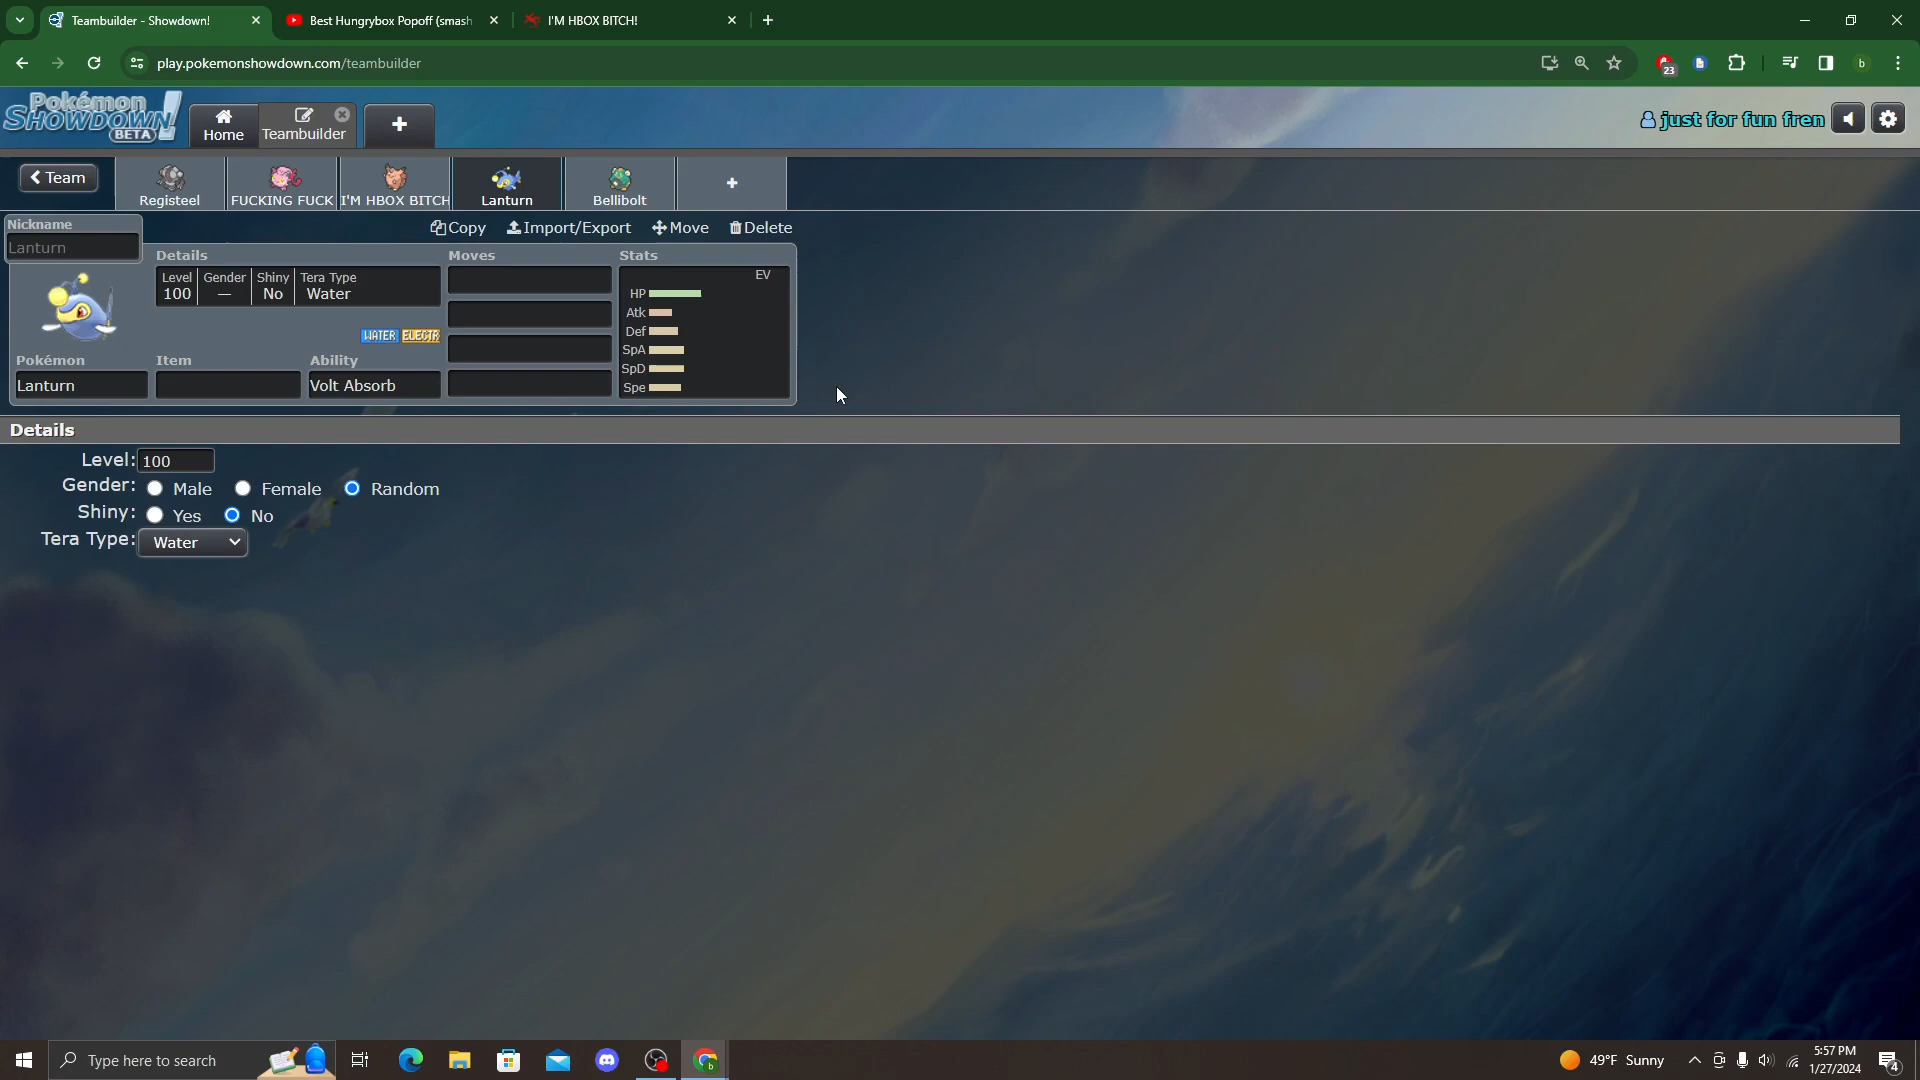 Teambuilder - Showdown!
Best Hungrybox Popoff (smash
I'M HBOX BITCH!
play.pokemonshowdown.com/teambuilder
23
b
Pokémon
SHOWDOWN!
BETA
Home
Teambuilder
just for fun fren
Team
Registeel
FUCKING FUCK
I'M HBOX BITCH
Lanturn
Bellibolt
Nickname
Lanturn
Copy
Import/Export
Move
Delete
Details
Moves
Stats
Level
100
Gender
—
Shiny
No
Tera Type
Water
EV
HP
Atk
Def
SpA
SpD
Spe
WATER
ELECTR
Pokémon
Item
Ability
Lanturn
Volt Absorb
Details
Level: 100
Gender: Male Female Random
Shiny: Yes No
Tera Type: Water
Type here to search
49°F Sunny
5:57 PM
1/27/2024
4